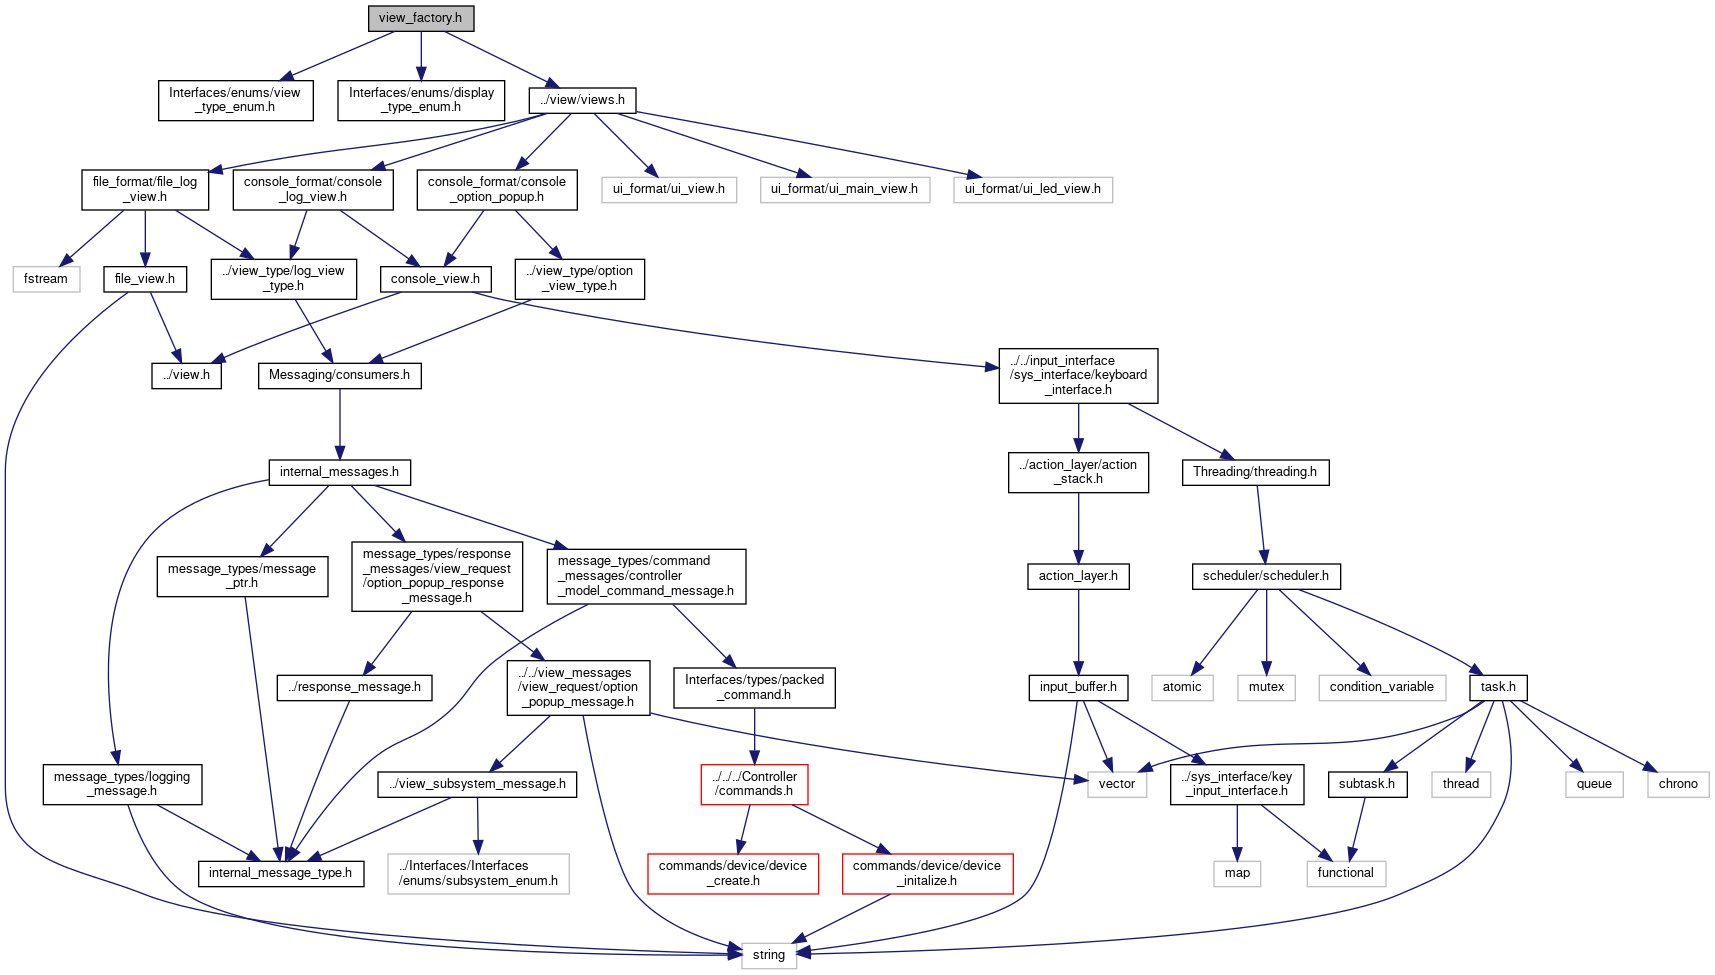 view_factory.h
Interfaces/enums/view
_type_enum.h
Interfaces/enums/display
_type_enum.h
../view/views.h
file_format/file_log
_view.h
console_format/console
_log_view.h
console_format/console
_option_popup.h
ui_format/ui_view.h
ui_format/ui_main_view.h
ui_format/ui_led_view.h
fstream
file_view.h
../view_type/log_view
_type.h
console_view.h
../view_type/option
_view_type.h
../view.h
Messaging/consumers.h
../../input_interface
/sys_interface/keyboard
_interface.h
internal_messages.h
../action_layer/action
_stack.h
Threading/threading.h
message_types/message
_ptr.h
message_types/response
_messages/view_request
/option_popup_response
_message.h
message_types/command
_messages/controller
_model_command_message.h
action_layer.h
scheduler/scheduler.h
../response_message.h
../../view_messages
/view_request/option
_popup_message.h
Interfaces/types/packed
_command.h
input_buffer.h
atomic
mutex
condition_variable
task.h
message_types/logging
_message.h
../view_subsystem_message.h
../../../Controller
/commands.h
vector
../sys_interface/key
_input_interface.h
subtask.h
thread
queue
chrono
internal_message_type.h
../Interfaces/Interfaces
/enums/subsystem_enum.h
commands/device/device
_create.h
commands/device/device
_initalize.h
map
functional
string